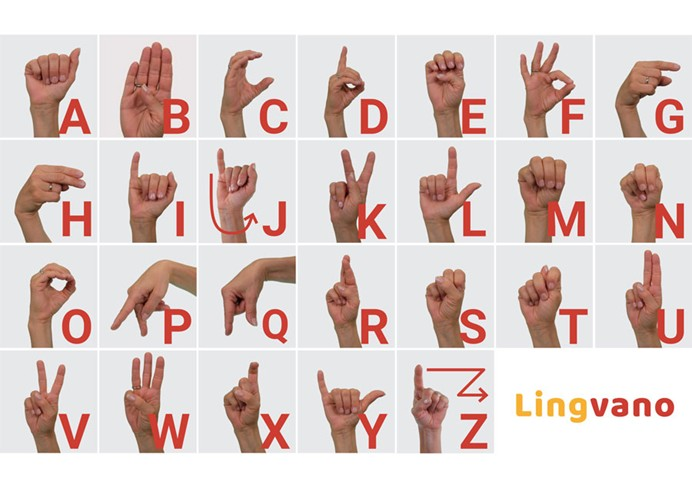 A B C D E F G
H I J K L M N
O P Q R S T U
V W X Y Z Lingvano